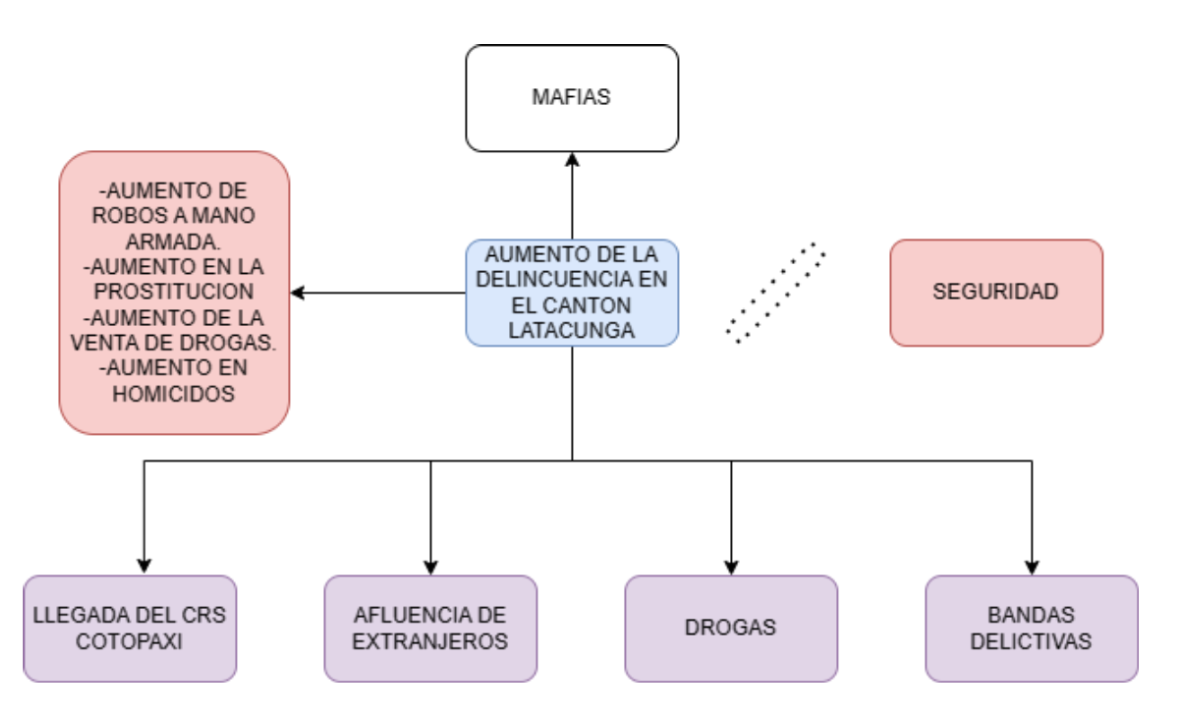 MAFIAS
-AUMENTO DE
ROBOS A MANO
ARMADA.
-AUMENTO EN LA
PROSTITUCION
-AUMENTO DE LA
VENTA DE DROGAS.
-AUMENTO EN
HOMICIDOS
AUMENTO DE LA
DELINCUENCIA EN
EL CANTON
LATACUNGA
SEGURIDAD
LLEGADA DEL CRS
COTOPAXI
AFLUENCIA DE
EXTRANJEROS
DROGAS
BANDAS
DELICTIVAS